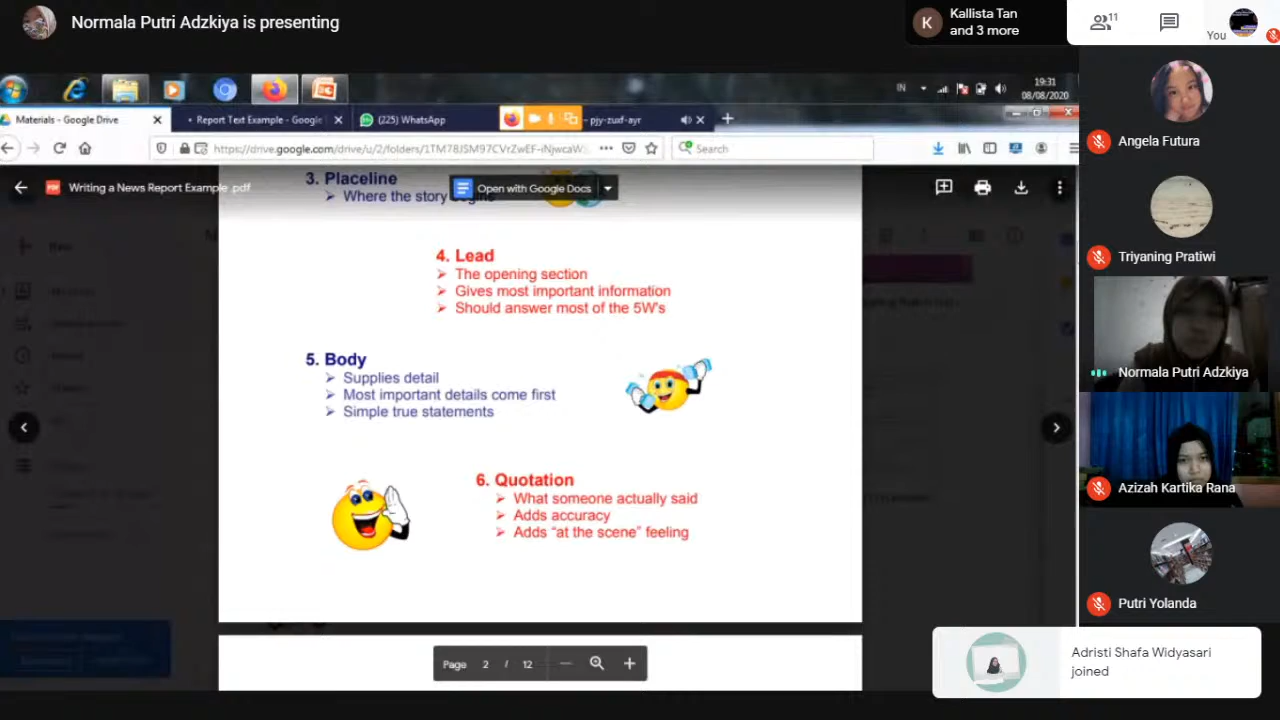 Normala Putri Adzkiya is presenting
K
Kallista Tan
and 3 more
11
You
IN
19:31
08/08/2020
Materials - Google Drive
Report Text Example - Google
(225) WhatsApp
- pjy-zuxf-ayr
Search
Writing a News Report Example .pdf
Open with Google Docs
3. Placeline
Where the story begins
4. Lead
The opening section
Gives most important information
Should answer most of the 5W's
5. Body
Supplies detail
Most important details come first
Simple true statements
6. Quotation
What someone actually said
Adds accuracy
Adds “at the scene” feeling
Page 2 / 12
Angela Futura
Triyaning Pratiwi
Normala Putri Adzkiya
Azizah Kartika Rana
Putri Yolanda
Adristi Shafa Widyasari
joined